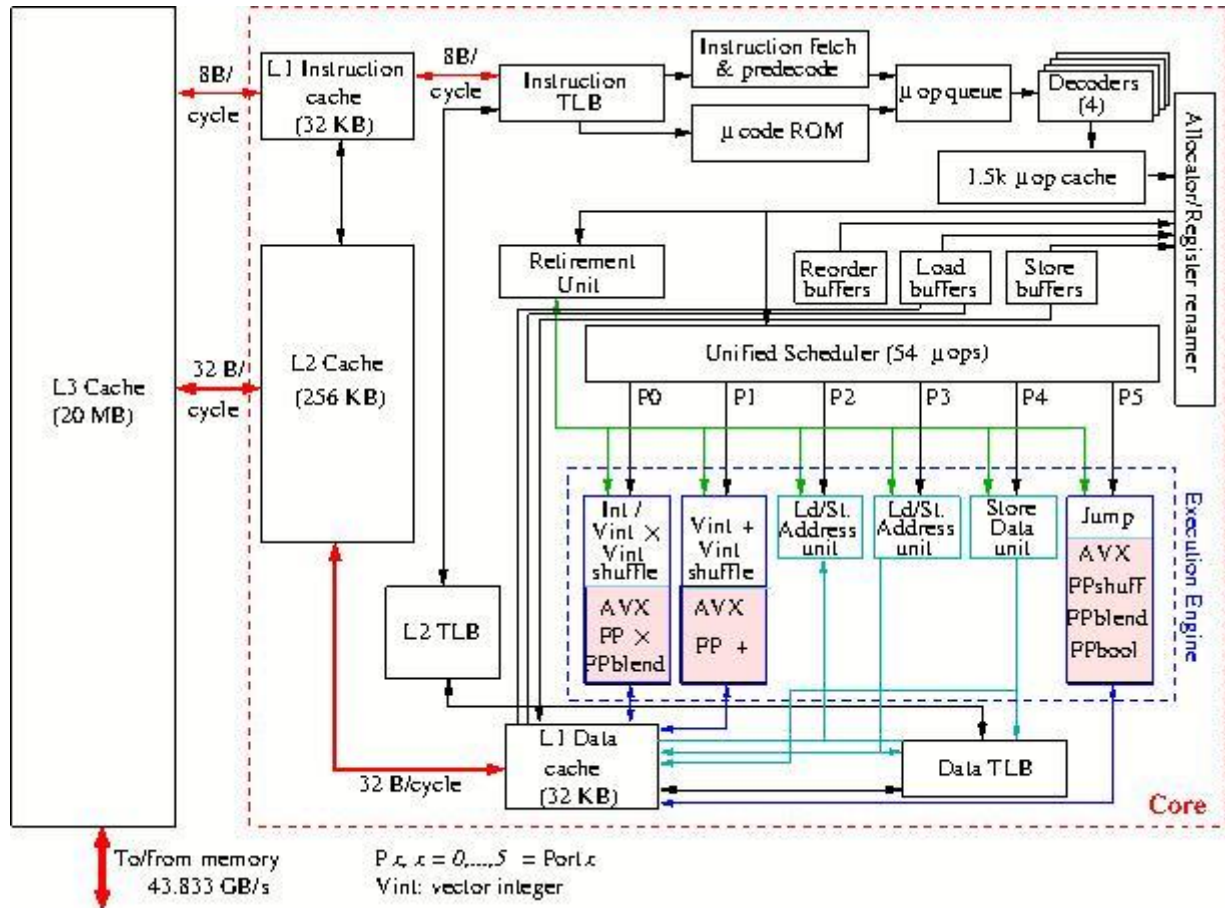 8B/
cycle
L1 Instruction
cache
(32 KB)
8B/
cycle
Instruction
TLB
Instruction Fetch
& predecode
μ code ROM
μ op queue
Decoders
(4)
1.5k μop cache
Allocator/Register renamer
Retirement
Unit
Reorder
buffers
Load
buffers
Store
buffers
Unified Scheduler (54 μops)
L3 Cache
(20 MB)
32 B/
cycle
L2 Cache
(256 KB)
P0
P1
P2
P3
P4
P5
Int /
Vint ×
Vint
shuffle
AVX
PP ×
PPblend
Vint +
Vint
shuffle
AVX
PP +
Ld/St.
Address
unit
Ld/St.
Address
unit
Store
Data
unit
Jump
AVX
PPshuff
PPblend
PPbool
Execution Engine
L2 TLB
32 B/cycle
L1 Data
cache
(32 KB)
Data TLB
Core
To/from memory
43.833 GB/s
P x, x = 0,...,5 = Port x
Vint: vector integer